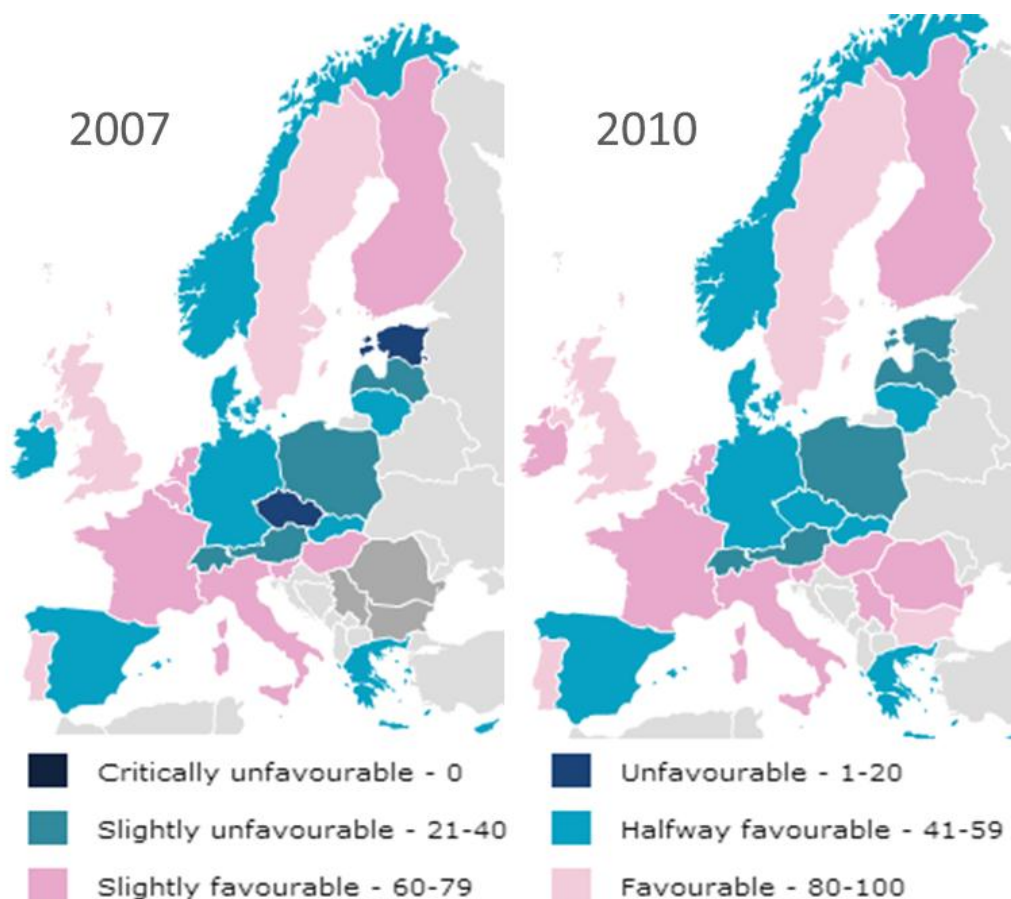 2007
2010
Critically unfavourable - 0
Unfavourable - 1-20
Slightly unfavourable - 21-40
Halfway favourable - 41-59
Slightly favourable - 60-79
Favourable - 80-100